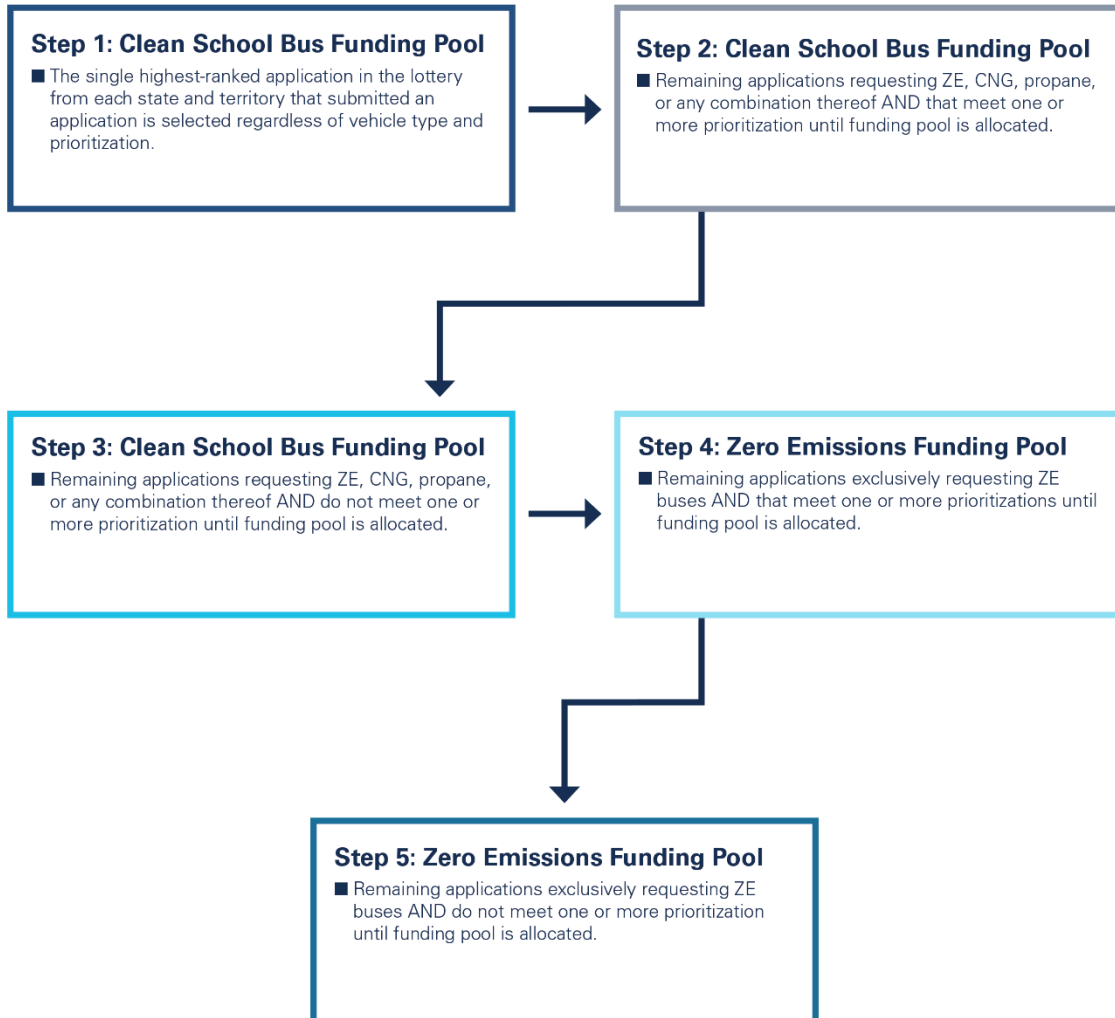 Step 1: Clean School Bus Funding Pool
■ The single highest-ranked application in the lottery
from each state and territory that submitted an
application is selected regardless of vehicle type and
prioritization.
Step 2: Clean School Bus Funding Pool
■ Remaining applications requesting ZE, CNG, propane,
or any combination thereof AND that meet one or
more prioritization until funding pool is allocated.
Step 3: Clean School Bus Funding Pool
■ Remaining applications requesting ZE, CNG, propane,
or any combination thereof AND do not meet one or
more prioritization until funding pool is allocated.
Step 4: Zero Emissions Funding Pool
■ Remaining applications exclusively requesting ZE
buses AND that meet one or more prioritizations until
funding pool is allocated.
Step 5: Zero Emissions Funding Pool
■ Remaining applications exclusively requesting ZE
buses AND do not meet one or more prioritization
until funding pool is allocated.